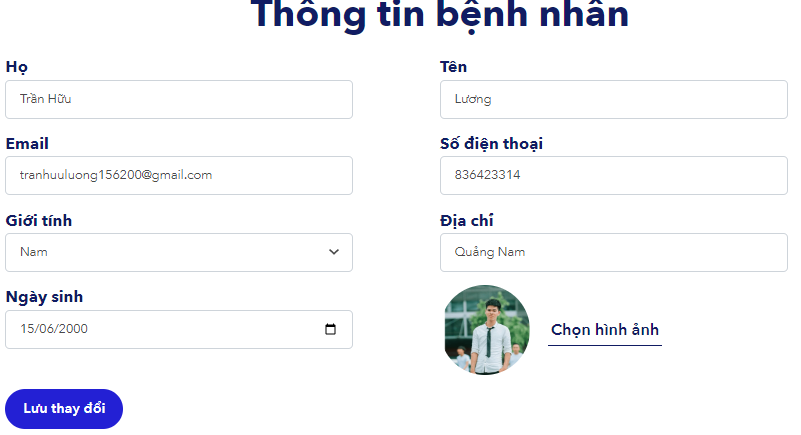 Thông tin bệnh nhân
Họ
Tên
Trần Hữu
Lương
Email
Số điện thoại
tranhuuluong156200@gmail.com
836423314
Giới tính
Địa chỉ
Nam
Quảng Nam
Ngày sinh
15/06/2000
Chọn hình ảnh
Lưu thay đổi